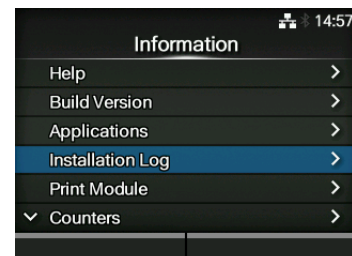 14:57
Information
Help
Build Version
Applications
Installation Log
Print Module
Counters